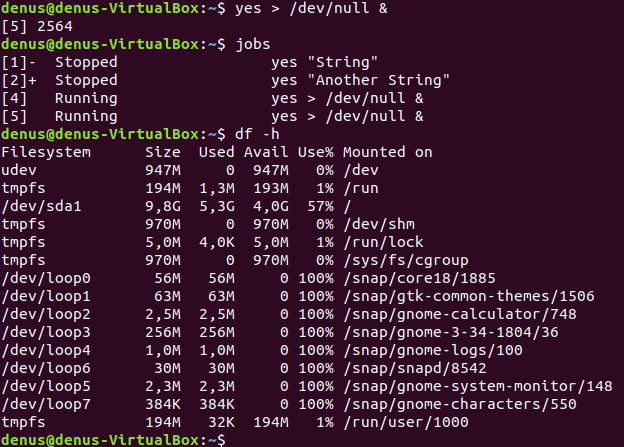 denus@denus-VirtualBox:~$ yes > /dev/null &
[5] 2564
denus@denus-VirtualBox:~$ jobs
[1]-  Stopped                 yes "String"
[2]+  Stopped                 yes "Another String"
[4]   Running                 yes > /dev/null &
[5]   Running                 yes > /dev/null &
denus@denus-VirtualBox:~$ df -h
Filesystem      Size  Used Avail Use% Mounted on
udev            947M     0  947M   0% /dev
tmpfs           194M  1,3M  193M   1% /run
/dev/sda1       9,8G  5,3G  4,0G  57% /
tmpfs           970M     0  970M   0% /dev/shm
tmpfs           5,0M  4,0K  5,0M   1% /run/lock
tmpfs           970M     0  970M   0% /sys/fs/cgroup
/dev/loop0       56M   56M     0 100% /snap/core18/1885
/dev/loop1       63M   63M     0 100% /snap/gtk-common-themes/1506
/dev/loop2      2,5M  2,5M     0 100% /snap/gnome-calculator/748
/dev/loop3      256M  256M     0 100% /snap/gnome-3-34-1804/36
/dev/loop4      1,0M  1,0M     0 100% /snap/gnome-logs/100
/dev/loop6       30M   30M     0 100% /snap/snapd/8542
/dev/loop5      2,3M  2,3M     0 100% /snap/gnome-system-monitor/148
/dev/loop7      384K  384K     0 100% /snap/gnome-characters/550
tmpfs           194M   32K  194M   1% /run/user/1000
denus@denus-VirtualBox:~$